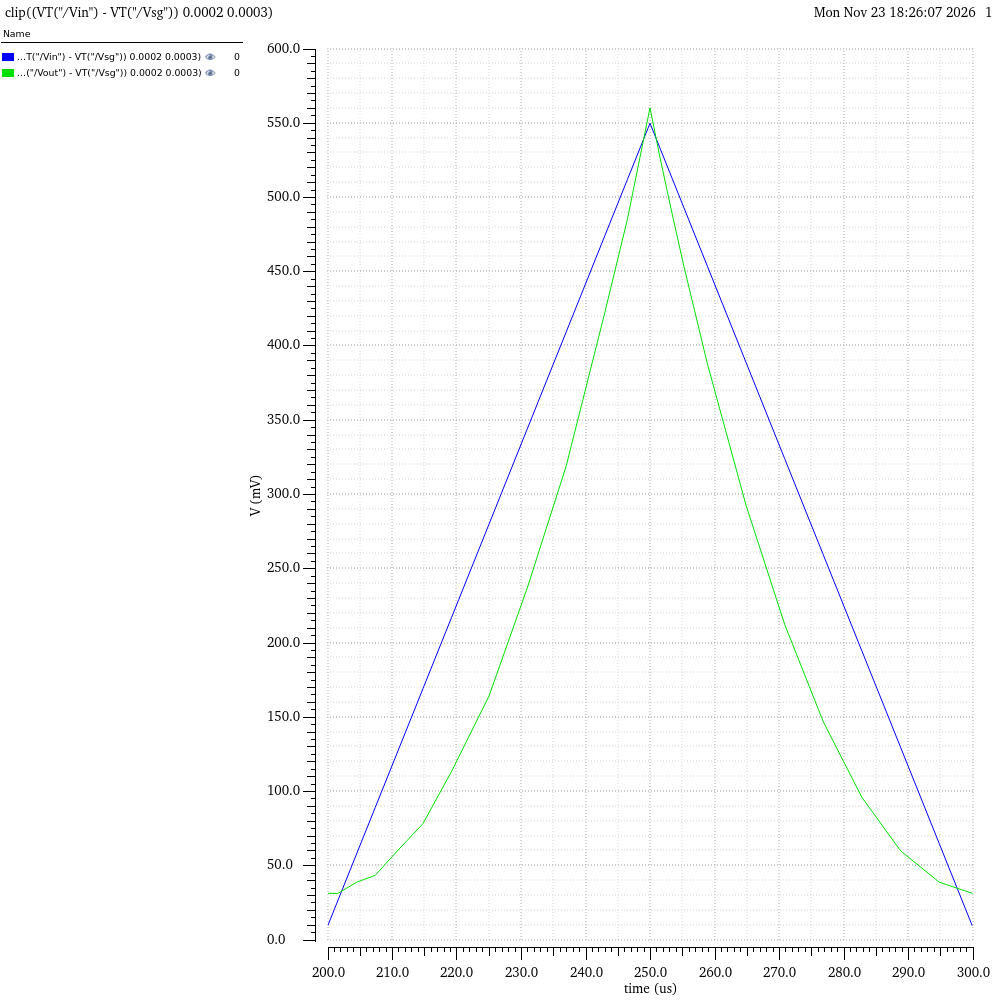 clip((VT("/Vin") - VT("/Vsg")) 0.0002 0.0003)
Mon Nov 23 18:26:07 2026 1
Name
...T("/Vin") - VT("/Vsg")) 0.0002 0.0003) 0
...("/Vout") - VT("/Vsg")) 0.0002 0.0003) 0
600.0
550.0
500.0
450.0
400.0
350.0
300.0
250.0
200.0
150.0
100.0
50.0
0.0
V (mV)
200.0 210.0 220.0 230.0 240.0 250.0 260.0 270.0 280.0 290.0 300.0
time (us)